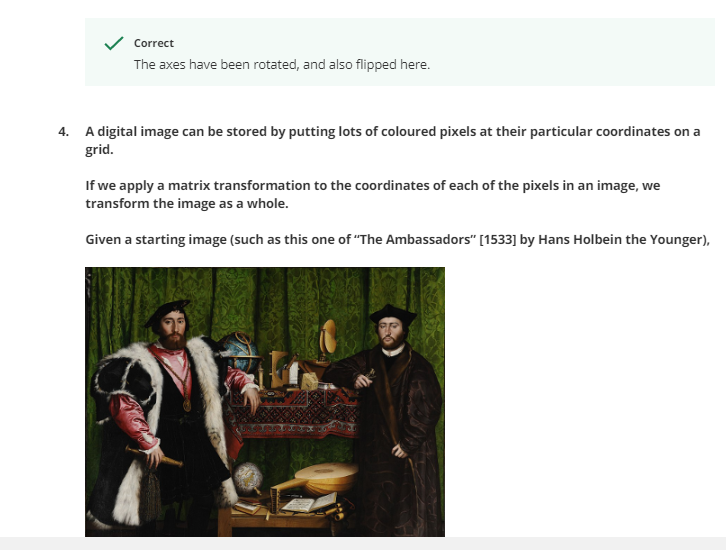 Correct
The axes have been rotated, and also flipped here.
4. A digital image can be stored by putting lots of coloured pixels at their particular coordinates on a
grid.
If we apply a matrix transformation to the coordinates of each of the pixels in an image, we
transform the image as a whole.
Given a starting image (such as this one of “The Ambassadors” [1533] by Hans Holbein the Younger),